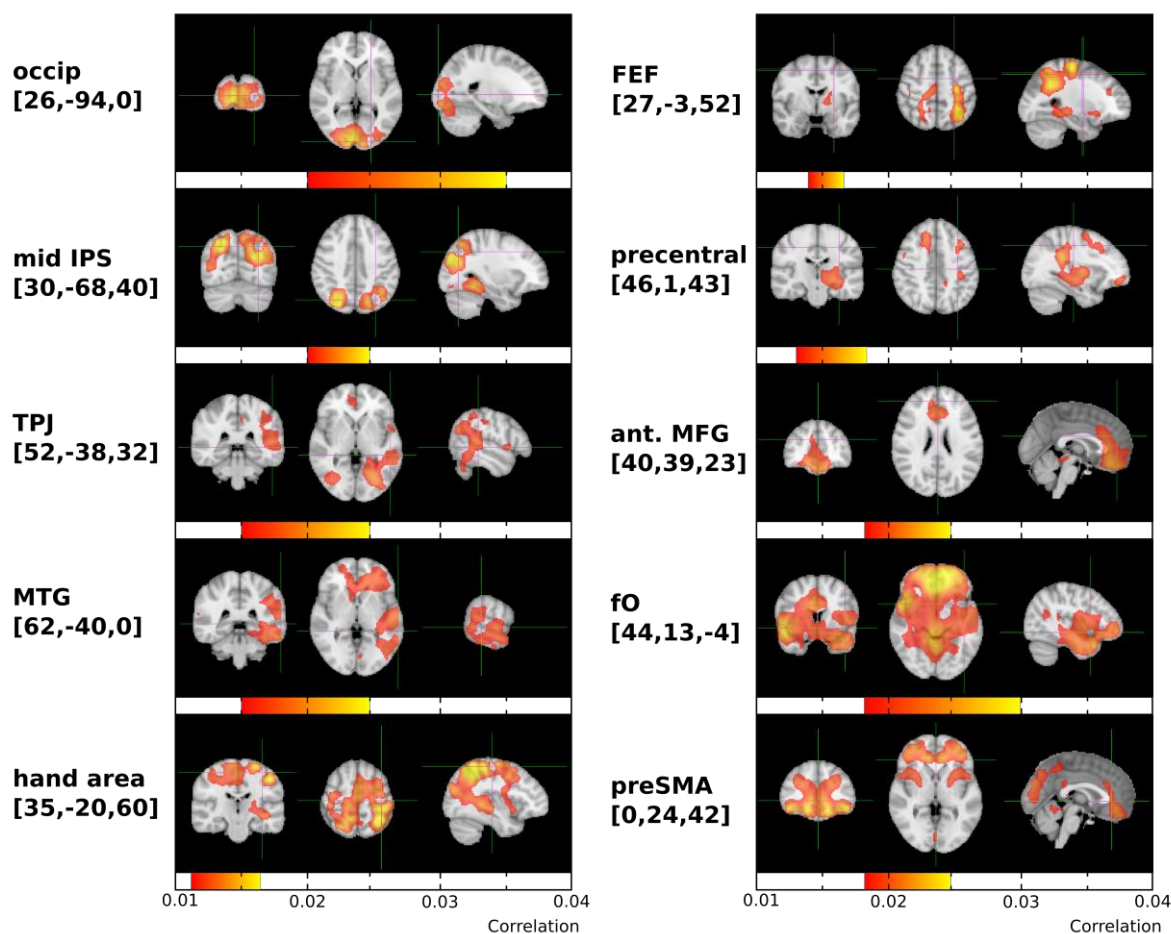 occip
[26,-94,0]
mid IPS
[30,-68,40]
TPJ
[52,-38,32]
MTG
[62,-40,0]
hand area
[35,-20,60]
0.01 0.02 0.03 0.04
Correlation
FEF
[27,-3,52]
precentral
[46,1,43]
ant. MFG
[40,39,23]
fO
[44,13,-4]
preSMA
[0,24,42]
0.01 0.02 0.03 0.04
Correlation